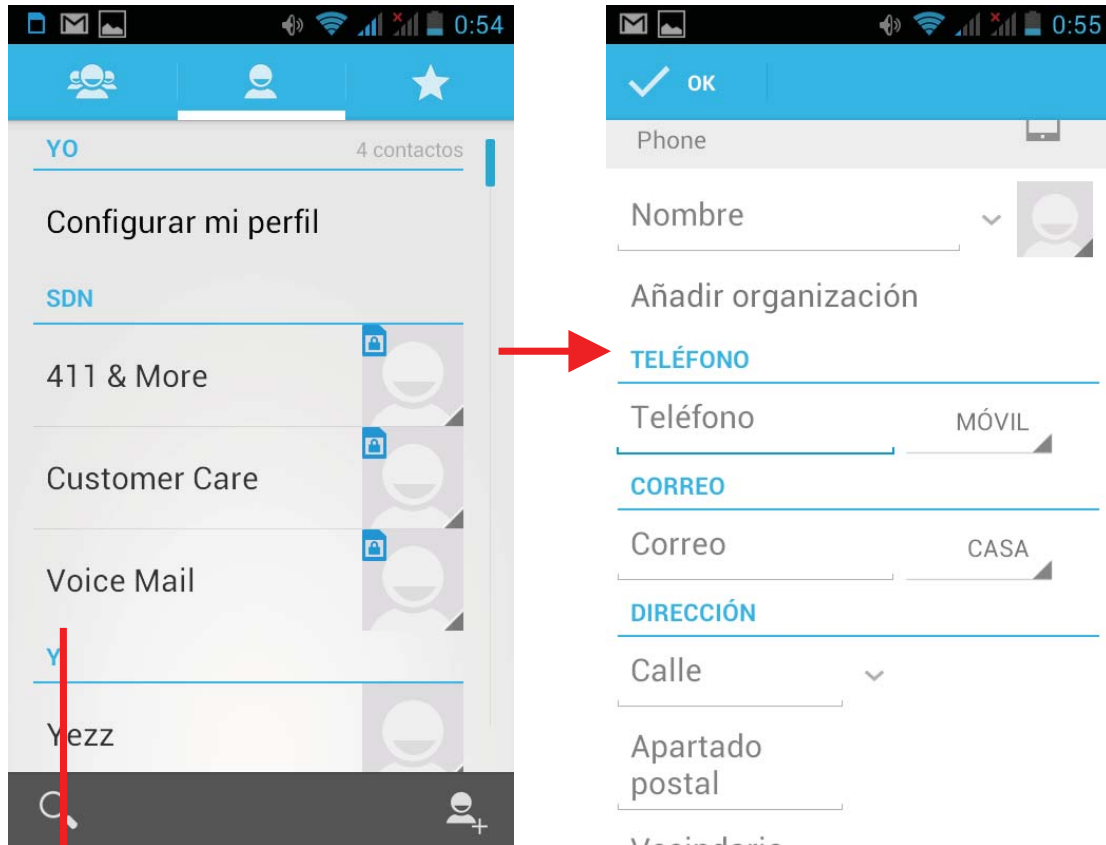 0:54
YO 4 contactos
Configurar mi perfil
SDN
411 & More
Customer Care
Voice Mail
Y
Yezz
0:55
OK
Phone
Nombre
Añadir organización
TELÉFONO
Teléfono MÓVIL
CORREO
Correo CASA
DIRECCIÓN
Calle
Apartado
postal